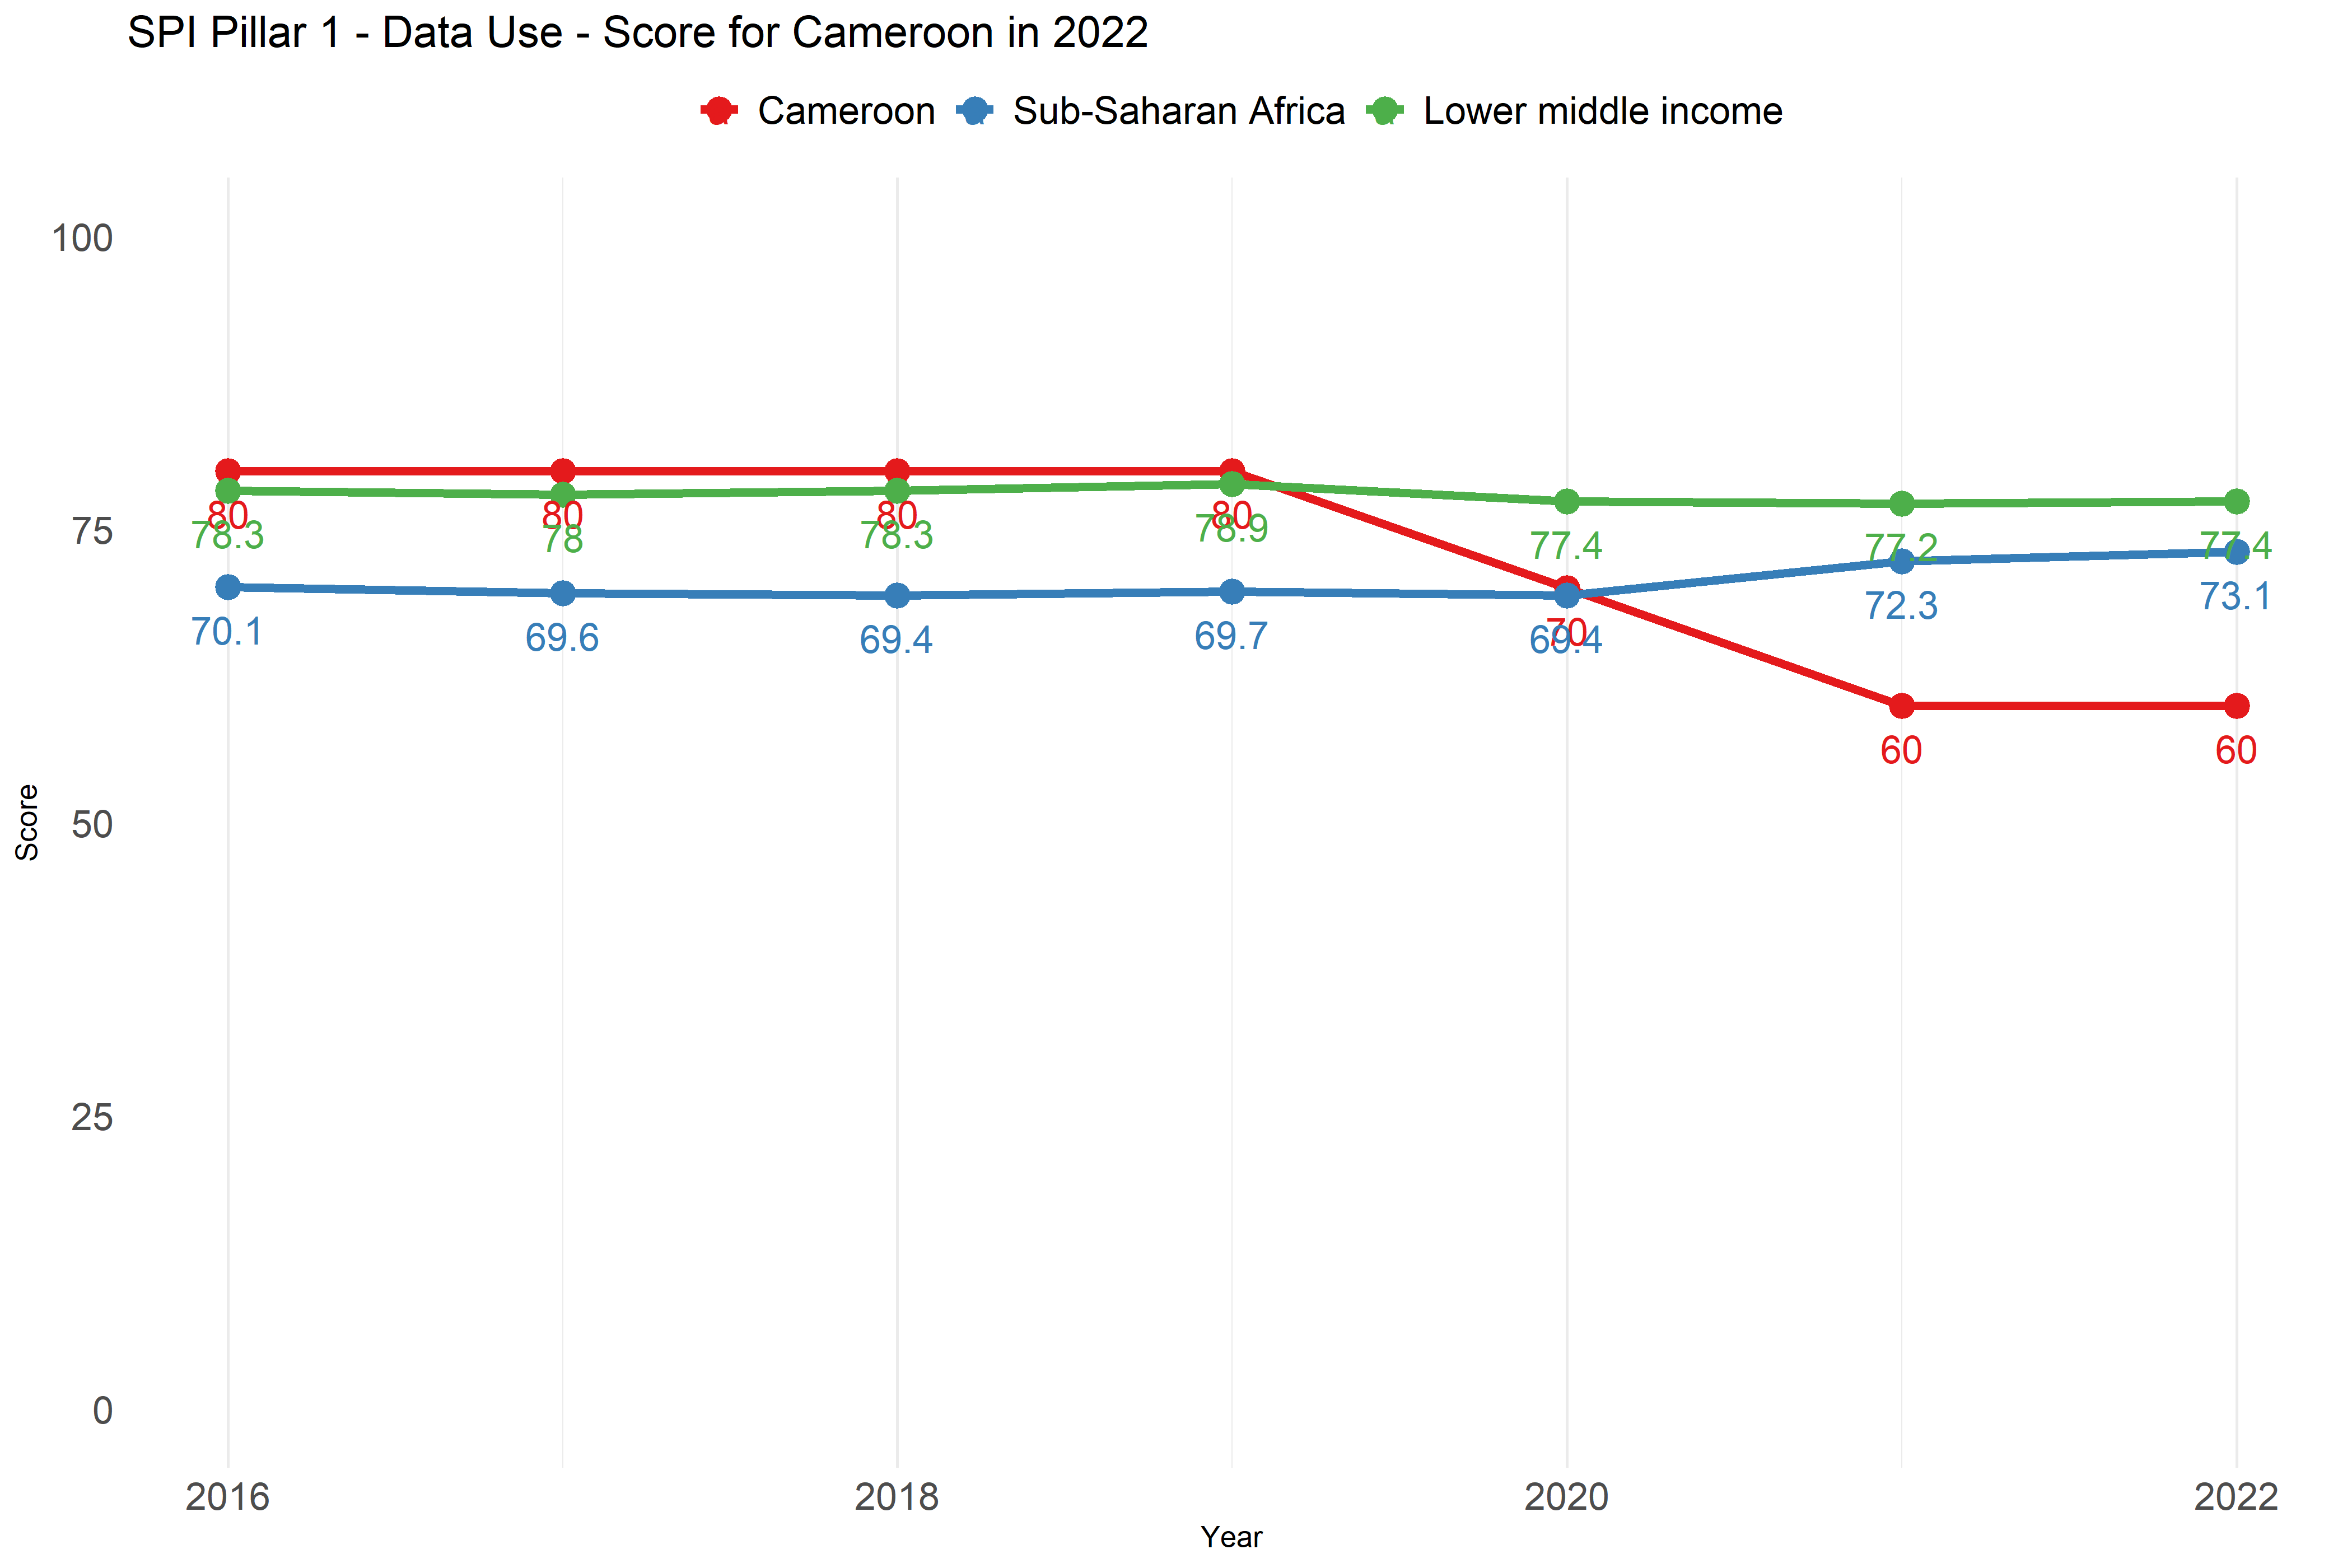 SPI Pillar 1 - Data Use - Score for Cameroon in 2022
Cameroon Sub-Saharan Africa Lower middle income
100
75
50
25
0
Score
80 80 80 80
78.3 78 78.3 78.9 77.4 77.2 77.4
70.1 69.6 69.4 69.7 69.4 72.3 73.1
70 60 60
2016 2018 2020 2022
Year